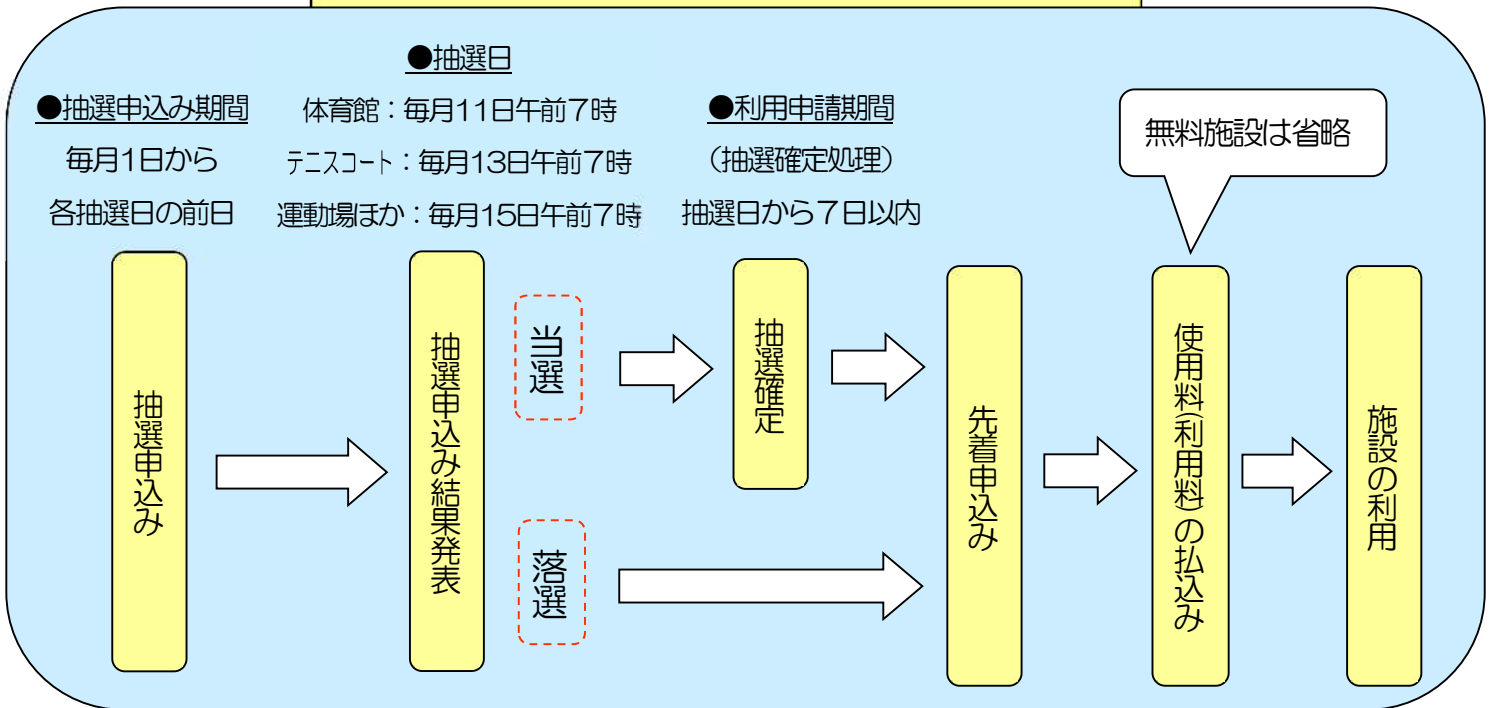 ●抽選申込み期間
毎月1日から
各抽選日の前日
●抽選日
体育館：毎月11日午前７時
テニスコート：毎月13日午前７時
運動場ほか：毎月15日午前７時
●利用申請期間
（抽選確定処理）
抽選日から７日以内
無料施設は省略
抽選申込み
抽選申込み結果発表
当選
落選
抽選確定
先着申込み
使用料（利用料）の払込み
施設の利用